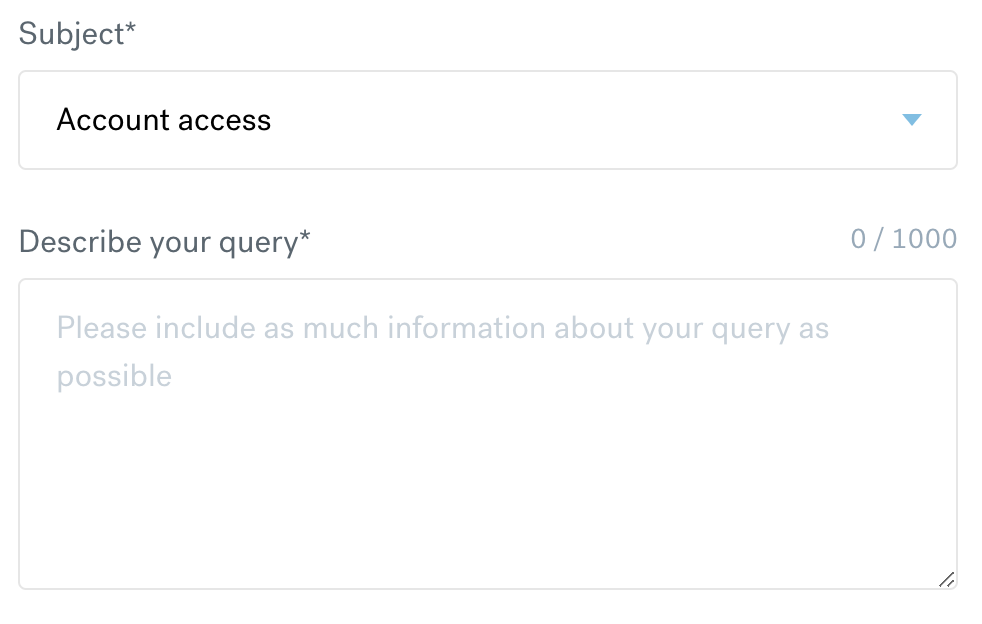 Subject*
Account access
Describe your query*
0 / 1000
Please include as much information about your query as
possible